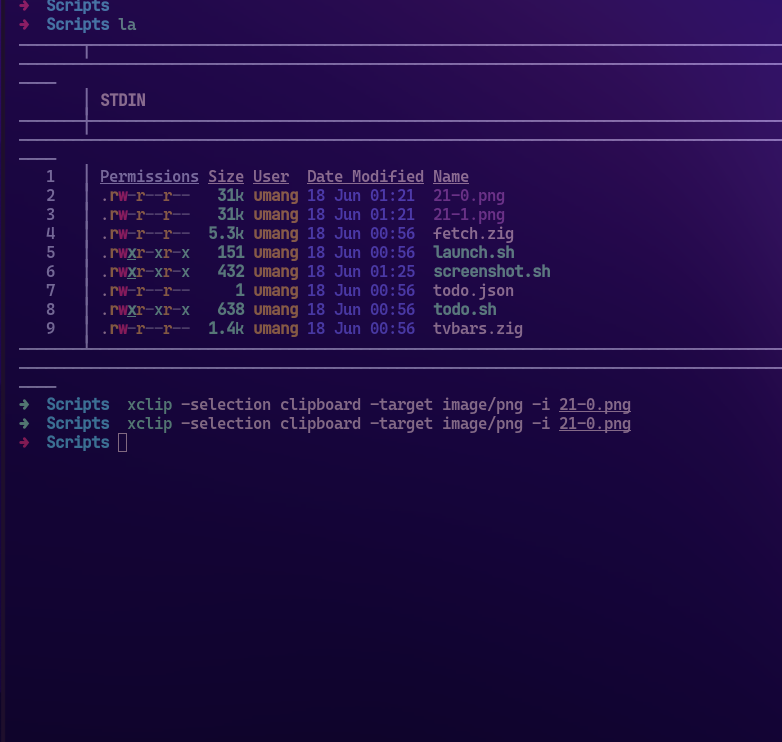 ➜ Scripts
➜ Scripts la
STDIN
1 Permissions Size User Date Modified Name
2 .rw-r--r-- 31k umang 18 Jun 01:21 21-0.png
3 .rw-r--r-- 31k umang 18 Jun 01:21 21-1.png
4 .rw-r--r-- 5.3k umang 18 Jun 00:56 fetch.zig
5 .rwxr-xr-x 151 umang 18 Jun 00:56 launch.sh
6 .rwxr-xr-x 432 umang 18 Jun 01:25 screenshot.sh
7 .rw-r--r-- 1 umang 18 Jun 00:56 todo.json
8 .rwxr-xr-x 638 umang 18 Jun 00:56 todo.sh
9 .rw-r--r-- 1.4k umang 18 Jun 00:56 tvbars.zig
➜ Scripts xclip -selection clipboard -target image/png -i 21-0.png
➜ Scripts xclip -selection clipboard -target image/png -i 21-0.png
➜ Scripts